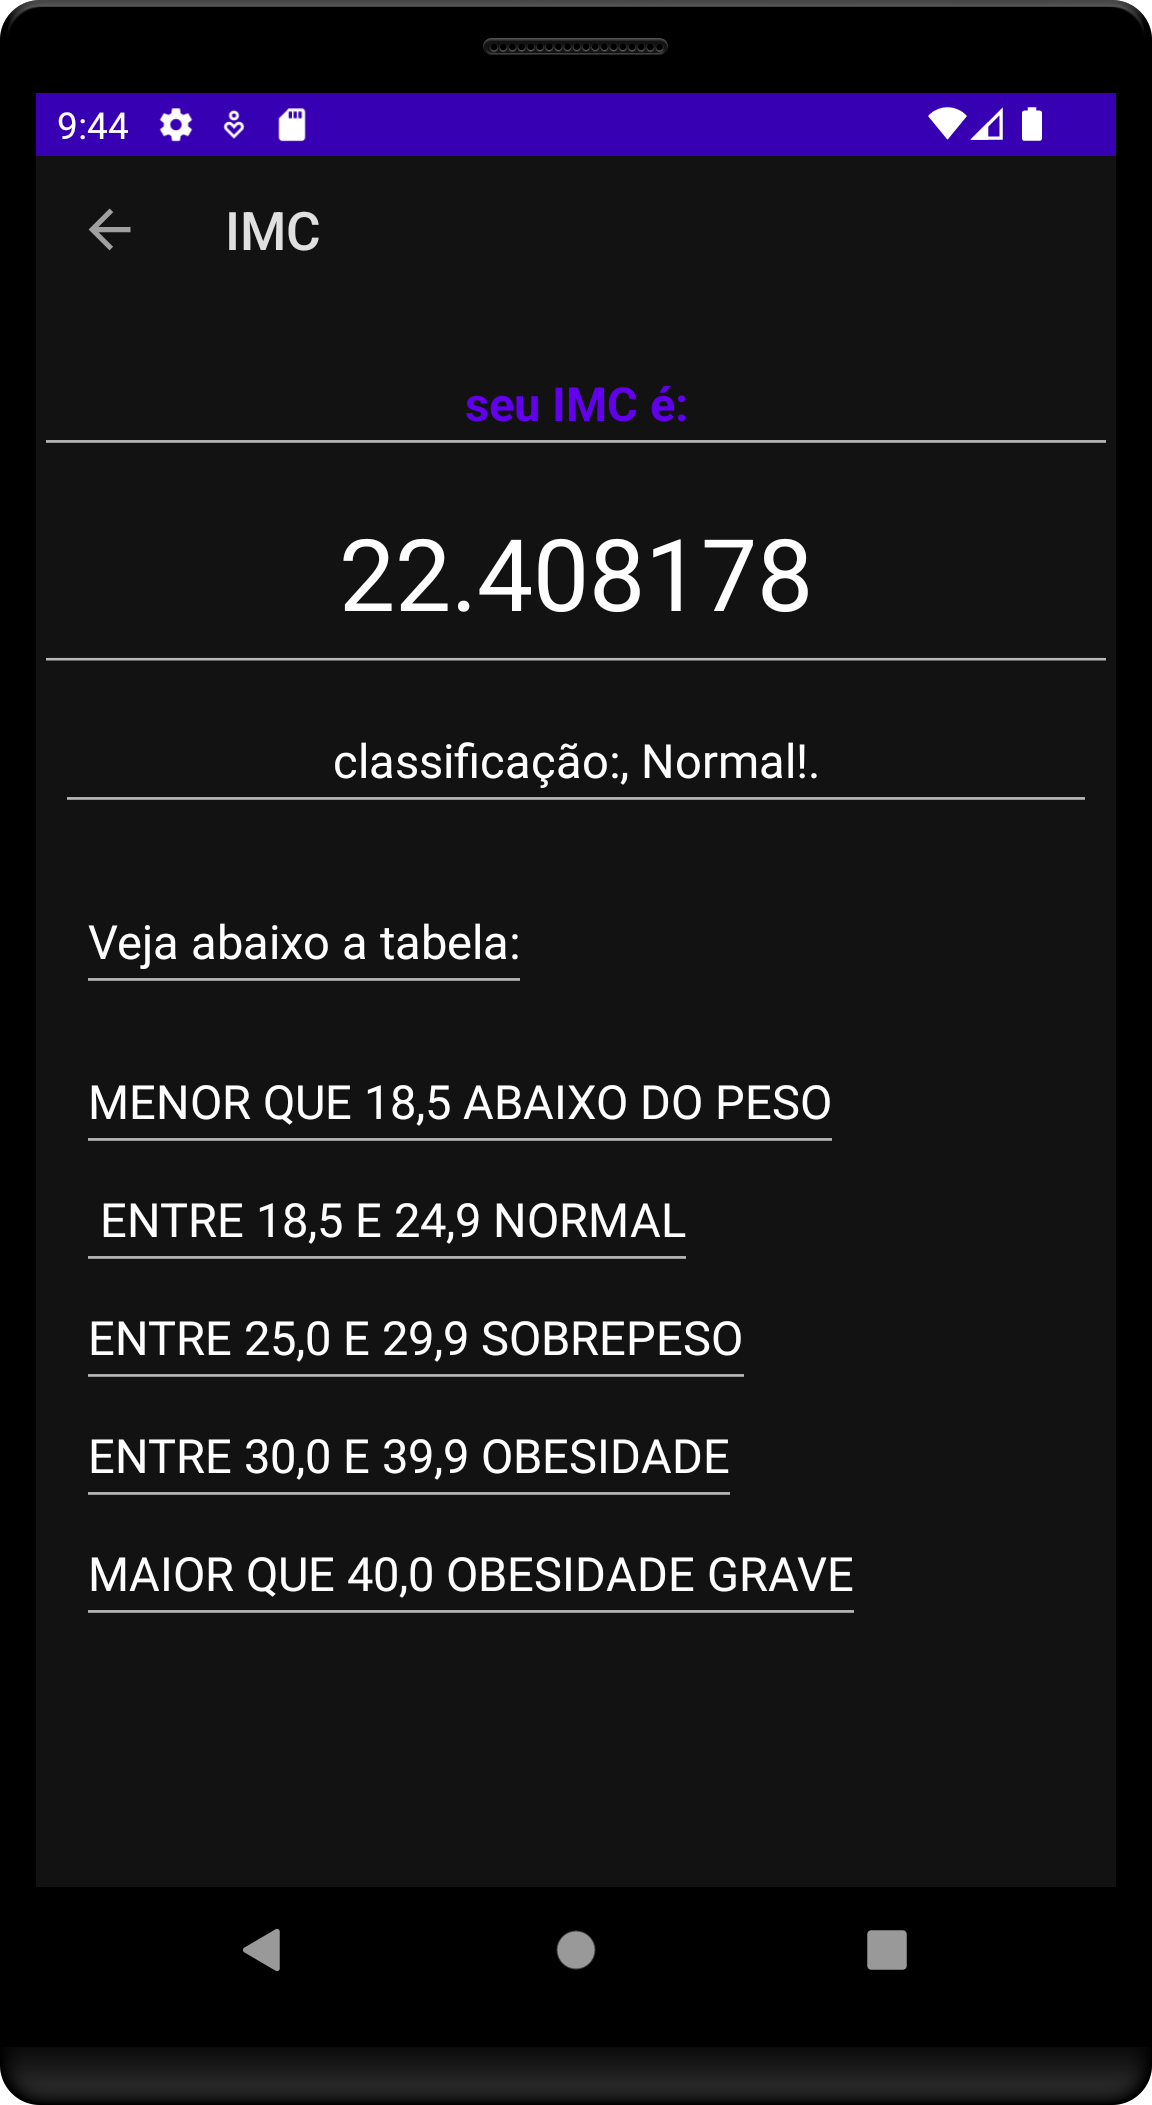 9:44
IMC
seu IMC é:
22.408178
classificação:, Normal!.
Veja abaixo a tabela:
MENOR QUE 18,5 ABAIXO DO PESO
ENTRE 18,5 E 24,9 NORMAL
ENTRE 25,0 E 29,9 SOBREPESO
ENTRE 30,0 E 39,9 OBESIDADE
MAIOR QUE 40,0 OBESIDADE GRAVE